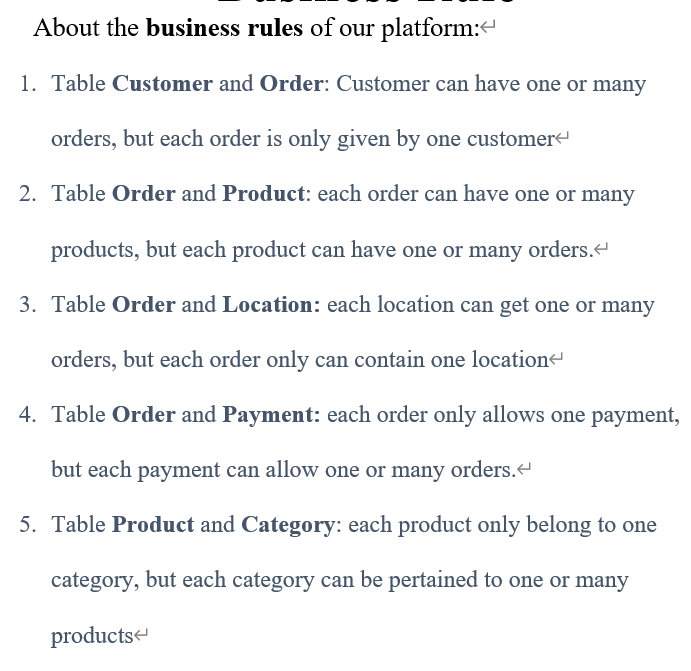 About the business rules of our platform:↵
1. Table Customer and Order: Customer can have one or many
orders, but each order is only given by one customer↵
2. Table Order and Product: each order can have one or many
products, but each product can have one or many orders.↵
3. Table Order and Location: each location can get one or many
orders, but each order only can contain one location↵
4. Table Order and Payment: each order only allows one payment,
but each payment can allow one or many orders.↵
5. Table Product and Category: each product only belong to one
category, but each category can be pertained to one or many
products↵